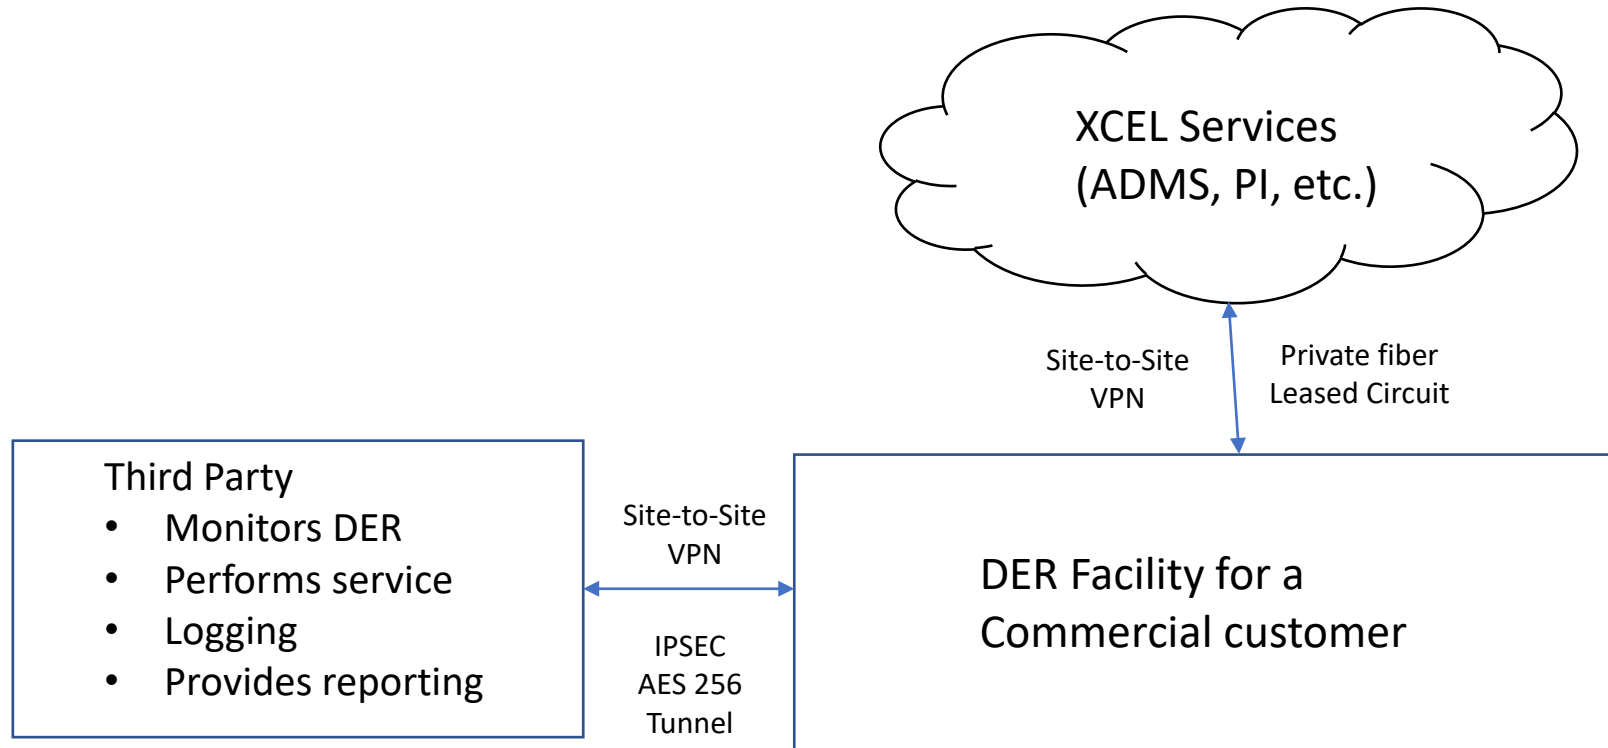 XCEL Services
(ADMS, PI, etc.)
Site-to-Site
VPN
Private fiber
Leased Circuit
Third Party
• Monitors DER
• Performs service
• Logging
• Provides reporting
Site-to-Site
VPN
IPSEC
AES 256
Tunnel
DER Facility for a
Commercial customer